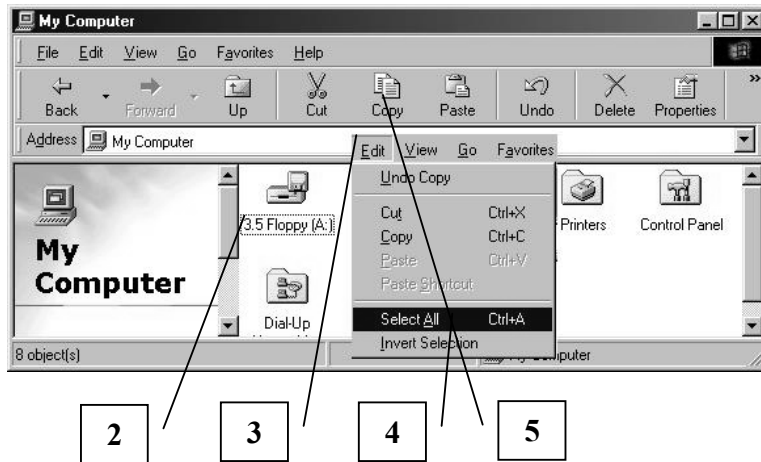 My Computer
File Edit View Go Favorites Help
Back Forward Up Cut Copy Paste Undo Delete Properties »
Address My Computer
Edit View Go Favorites
Undo Copy
Cut Ctrl+X
Copy Ctrl+C
Paste Ctrl+V
Paste Shortcut
Select All Ctrl+A
Invert Selection
My
Computer
3.5 Floppy (A:)
Printers
Control Panel
Dial-Up
8 object(s)
My Computer
2 3 4 5